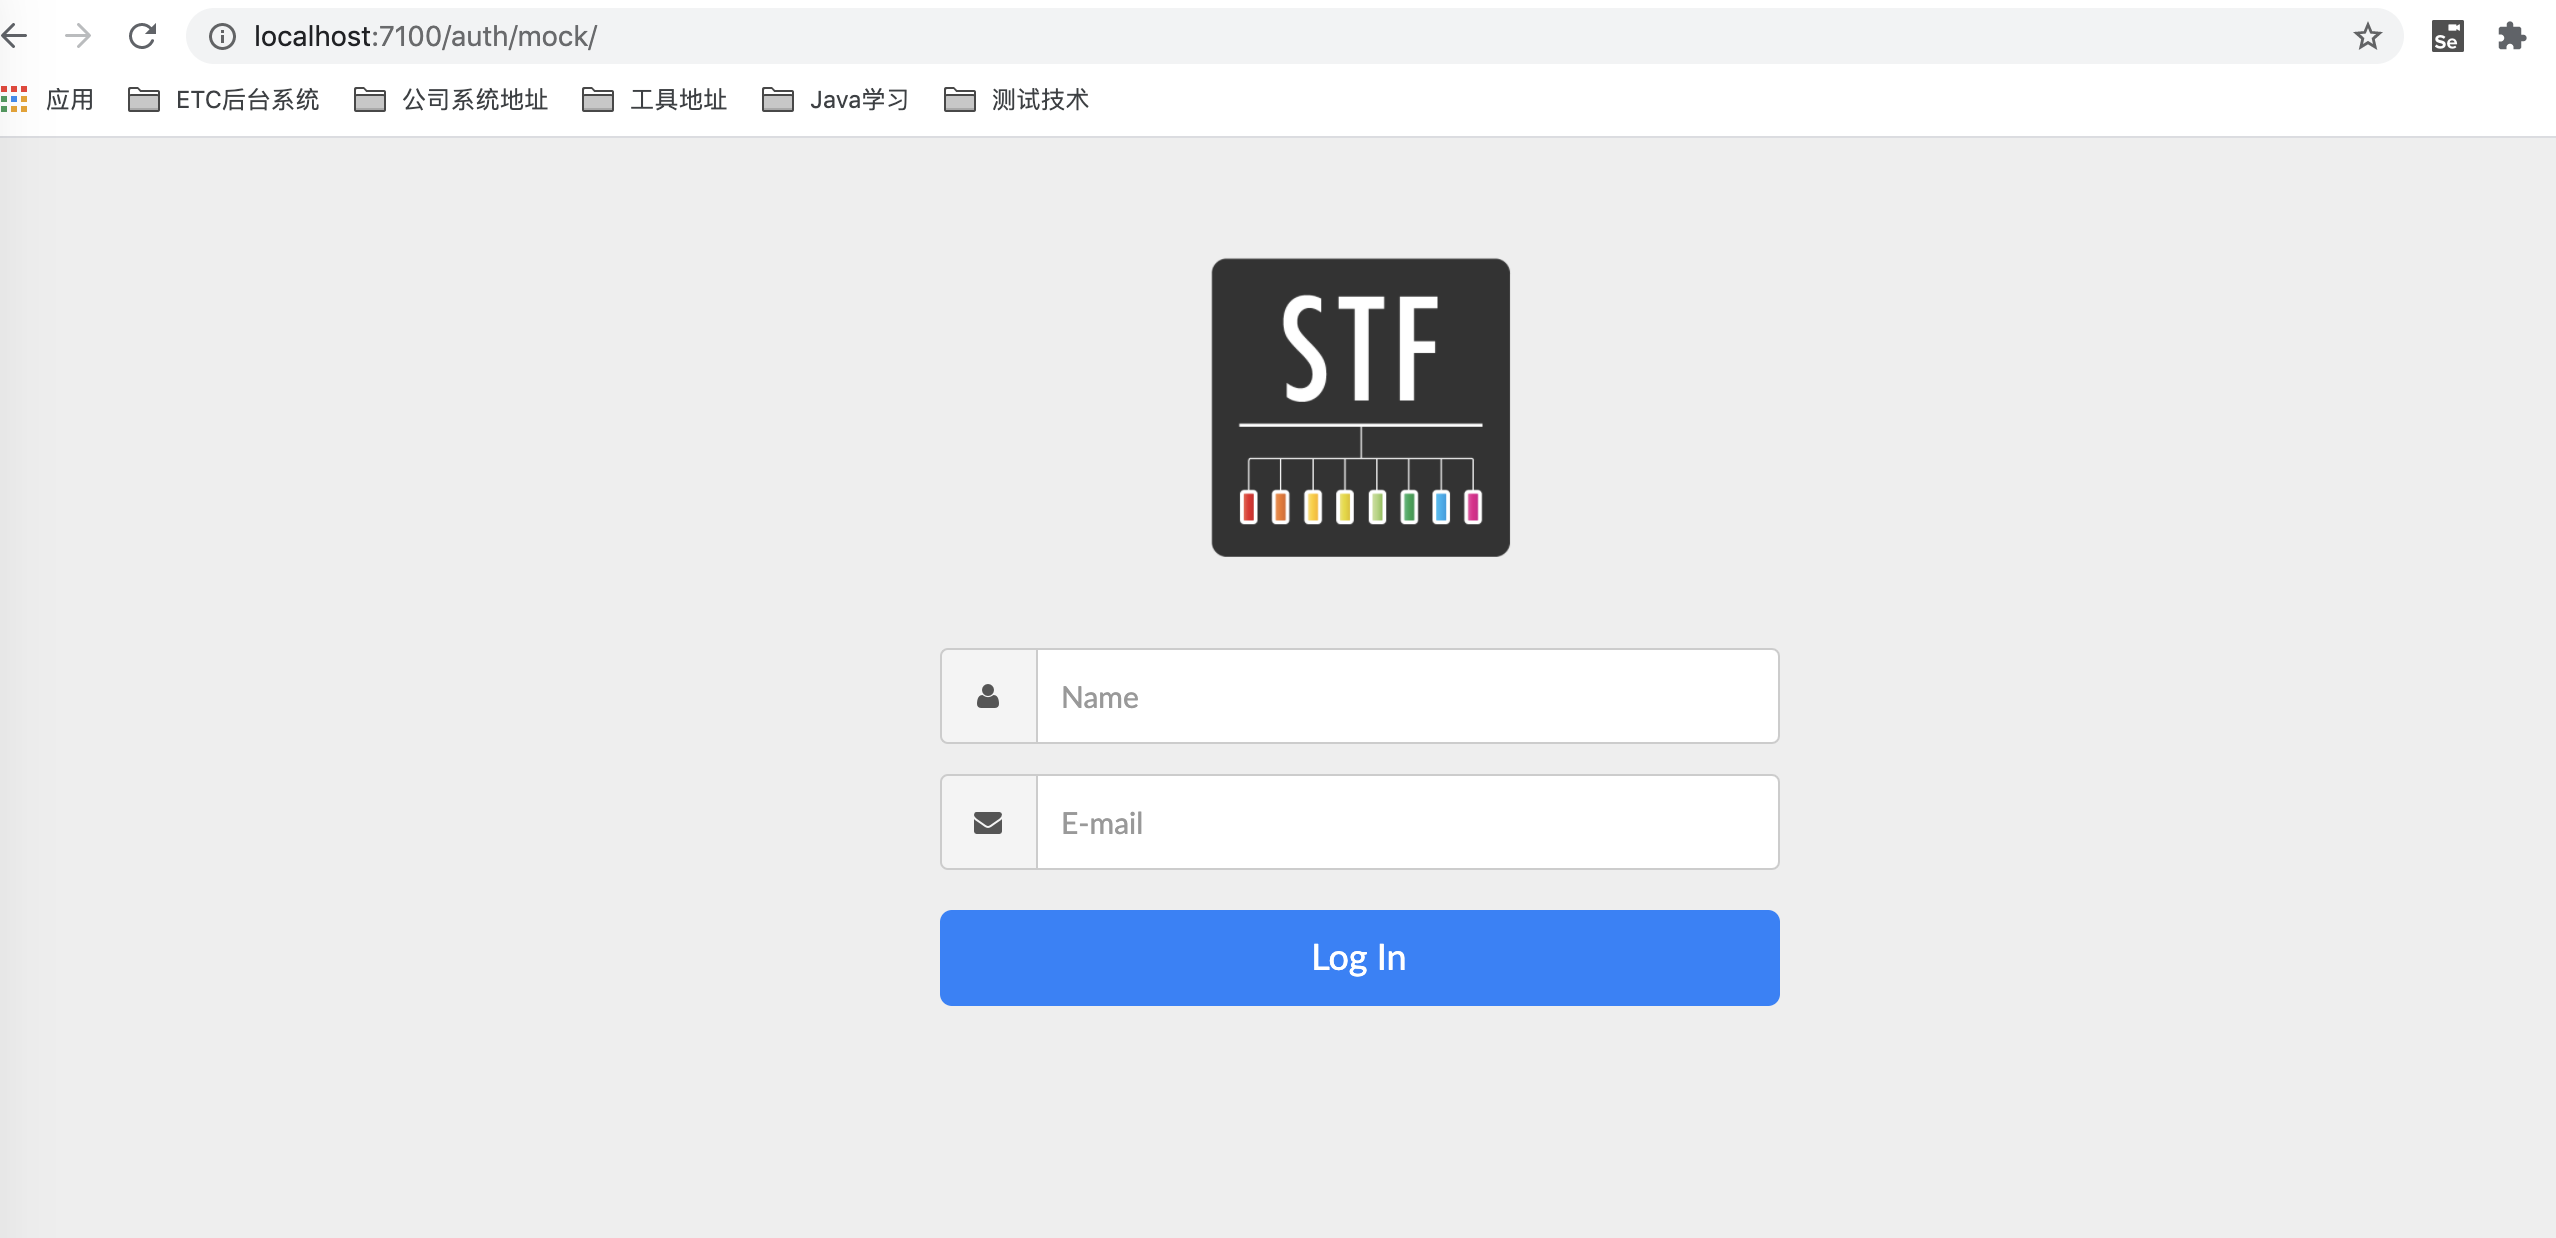 localhost:7100/auth/mock/
Se
应用 ETC后台系统 公司系统地址 工具地址 Java学习 测试技术
STF
Name
E-mail
Log In